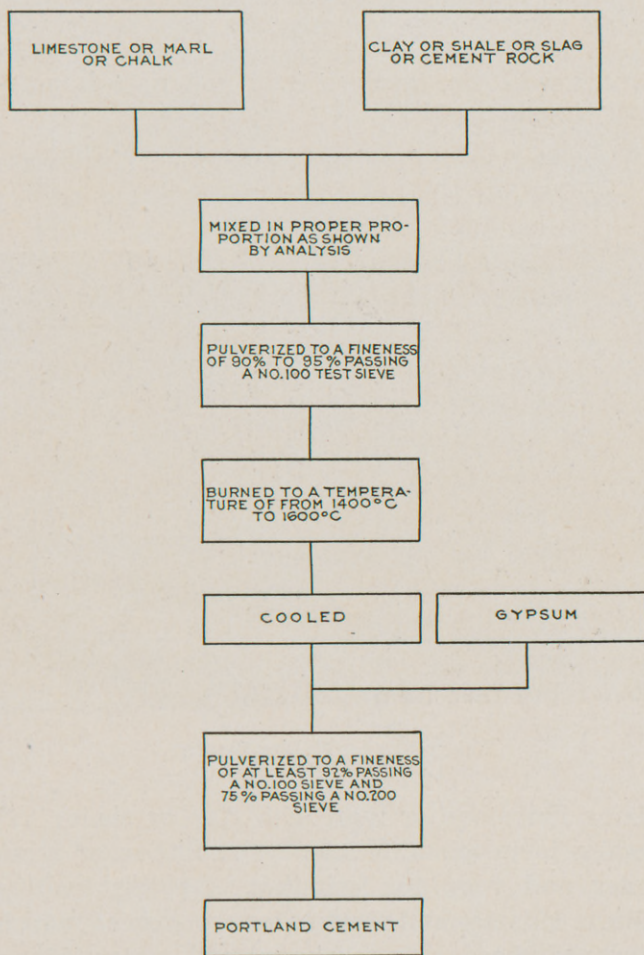 LIMESTONE OR MARL
OR CHALK
CLAY OR SHALE OR SLAG
OR CEMENT ROCK
MIXED IN PROPER PRO-
PORTION AS SHOWN
BY ANALYSIS
PULVERIZED TO A FINENESS
OF 90% TO 95% PASSING
A NO.100 TEST SIEVE
BURNED TO A TEMPERA-
TURE OF FROM 1400°C
TO 1600°C
COOLED
GYPSUM
PULVERIZED TO A FINENESS
OF AT LEAST 92% PASSING
A NO.100 SIEVE AND
75% PASSING A NO.200
SIEVE
PORTLAND CEMENT